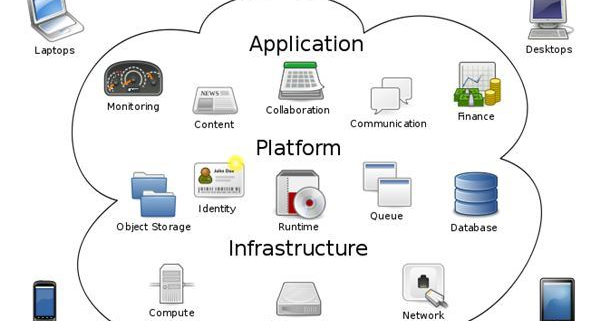 Laptops
Desktops
Application
Monitoring
NEWS
Content
Collaboration
Communication
Finance
Platform
John Doe
Object Storage
Identity
Runtime
Queue
Database
Infrastructure
Compute
Network